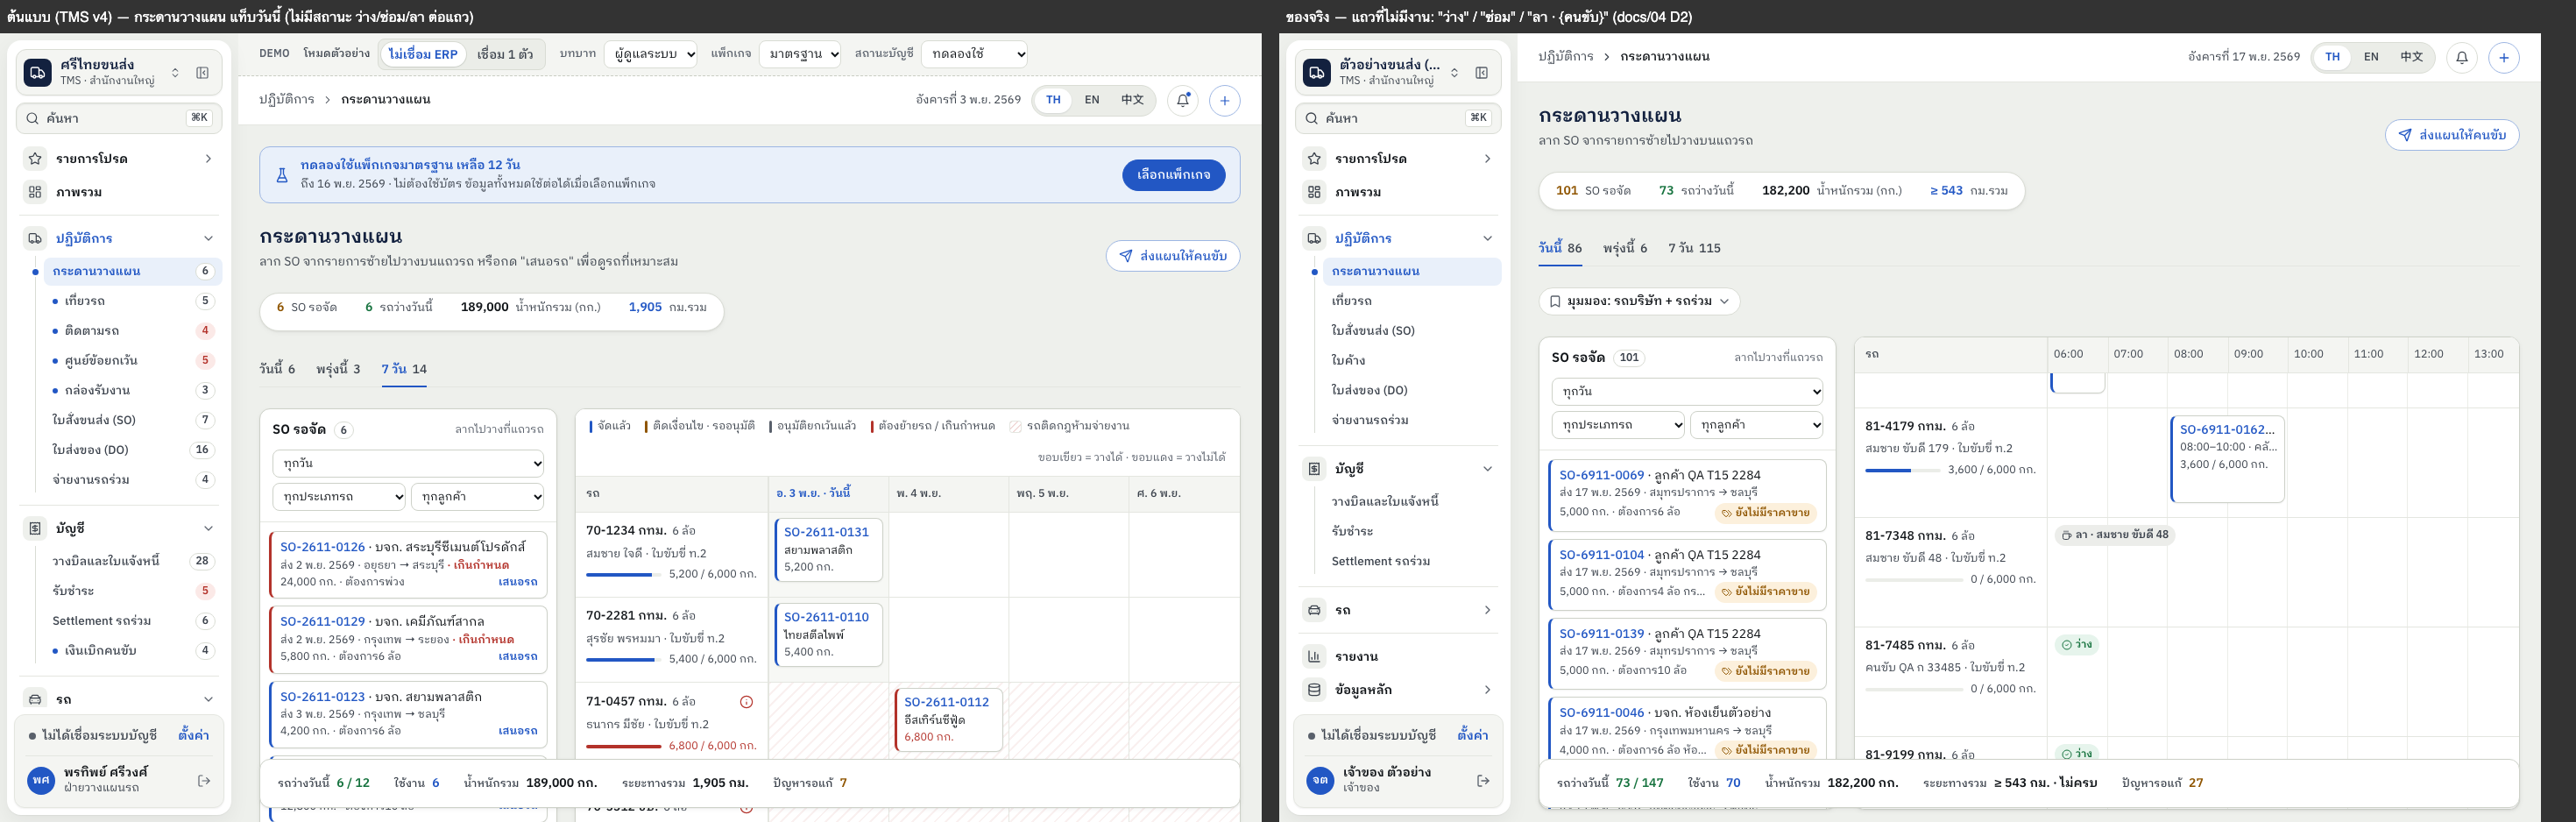 ต้นแบบ (TMS v4) — กระดานวางแผน แท็บวันนี้ (ไม่มีสถานะ ว่าง/ซ่อม/ลา ต่อแถว)
ศรีไทยขนส่ง
TMS · สำนักงานใหญ่
ค้นหา ⌘K
รายการโปรด
ภาพรวม
ปฏิบัติการ
กระดานวางแผน 6
เที่ยวรถ 5
ติดตามรถ 4
ศูนย์ข้อยกเว้น 5
กล่องรับงาน 3
ใบสั่งขนส่ง (SO) 7
ใบส่งของ (DO) 16
จ่ายงานรถร่วม 4
บัญชี
วางบิลและใบแจ้งหนี้ 28
รับชำระ 5
Settlement รถร่วม 6
เงินเบิกคนขับ 4
รถ
ไม่ได้เชื่อมระบบบัญชี ตั้งค่า
พศ พรทิพย์ ศรีวงศ์
ฝ่ายวางแผนรถ
DEMO โหมดตัวอย่าง ไม่เชื่อม ERP เชื่อม 1 ตัว บทบาท ผู้ดูแลระบบ แพ็กเกจ มาตรฐาน สถานะบัญชี ทดลองใช้
ปฏิบัติการ › กระดานวางแผน อังคารที่ 3 พ.ย. 2569 TH EN 中文
ทดลองใช้แพ็กเกจมาตรฐาน เหลือ 12 วัน
ถึง 16 พ.ย. 2569 · ไม่ต้องใช้บัตร ข้อมูลทั้งหมดใช้ต่อได้เมื่อเลือกแพ็กเกจ
เลือกแพ็กเกจ
กระดานวางแผน
ลาก SO จากรายการซ้ายไปวางบนแถวรถ หรือกด "เสนอรถ" เพื่อดูรถที่เหมาะสม
ส่งแผนให้คนขับ
6 SO รอจัด 6 รถว่างวันนี้ 189,000 น้ำหนักรวม (กก.) 1,905 กม.รวม
วันนี้ 6 พรุ่งนี้ 3 7 วัน 14
SO รอจัด 6 ลากไปวางที่แถวรถ
ทุกวัน
ทุกประเภทรถ ทุกลูกค้า
SO-2611-0126 · บจก. สระบุรีซีเมนต์โปรดักส์
ส่ง 2 พ.ย. 2569 · อยุธยา → สระบุรี · เกินกำหนด
24,000 กก. · ต้องการพ่วง เสนอรถ
SO-2611-0129 · บจก. เคมีภัณฑ์สากล
ส่ง 2 พ.ย. 2569 · กรุงเทพ → ระยอง · เกินกำหนด
5,800 กก. · ต้องการ6 ล้อ เสนอรถ
SO-2611-0123 · บจก. สยามพลาสติก
ส่ง 3 พ.ย. 2569 · กรุงเทพ → ชลบุรี
4,200 กก. · ต้องการ6 ล้อ เสนอรถ
จัดแล้ว ติดเงื่อนไข · รออนุมัติ อนุมัติยกเว้นแล้ว ต้องย้ายรถ / เกินกำหนด รถติดกฎห้ามจ่ายงาน
ขอบเขียว = วางได้ · ขอบแดง = วางไม่ได้
รถ อ. 3 พ.ย. · วันนี้ พ. 4 พ.ย. พฤ. 5 พ.ย. ศ. 6 พ.ย.
70-1234 กทม. 6 ล้อ
สมชาย ใจดี · ใบขับขี่ ท.2
5,200 / 6,000 กก.
SO-2611-0131
สยามพลาสติก
5,200 กก.
70-2281 กทม. 6 ล้อ
สุรชัย พรหมมา · ใบขับขี่ ท.2
5,400 / 6,000 กก.
SO-2611-0110
ไทยสตีลไพพ์
5,400 กก.
71-0457 กทม. 6 ล้อ
ธนากร มีชัย · ใบขับขี่ ท.2
6,800 / 6,000 กก.
SO-2611-0112
อีสเทิร์นซีฟู้ด
6,800 กก.
รถว่างวันนี้ 6 / 12 ใช้งาน 6 น้ำหนักรวม 189,000 กก. ระยะทางรวม 1,905 กม. ปัญหารอแก้ 7
ของจริง — แถวที่ไม่มีงาน: "ว่าง" / "ซ่อม" / "ลา · {คนขับ}" (docs/04 D2)
ตัวอย่างขนส่ง (...
TMS · สำนักงานใหญ่
ค้นหา ⌘K
รายการโปรด
ภาพรวม
ปฏิบัติการ
กระดานวางแผน
เที่ยวรถ
ใบสั่งขนส่ง (SO)
ใบค้าง
ใบส่งของ (DO)
จ่ายงานรถร่วม
บัญชี
วางบิลและใบแจ้งหนี้
รับชำระ
Settlement รถร่วม
รถ
รายงาน
ข้อมูลหลัก
ไม่ได้เชื่อมระบบบัญชี ตั้งค่า
จต เจ้าของ ตัวอย่าง
เจ้าของ
ปฏิบัติการ › กระดานวางแผน อังคารที่ 17 พ.ย. 2569 TH EN 中文
กระดานวางแผน
ลาก SO จากรายการซ้ายไปวางบนแถวรถ
ส่งแผนให้คนขับ
101 SO รอจัด 73 รถว่างวันนี้ 182,200 น้ำหนักรวม (กก.) ≥ 543 กม.รวม
วันนี้ 86 พรุ่งนี้ 6 7 วัน 115
มุมมอง: รถบริษัท + รถร่วม
SO รอจัด 101 ลากไปวางที่แถวรถ
ทุกวัน
ทุกประเภทรถ ทุกลูกค้า
SO-6911-0069 · ลูกค้า QA T15 2284
ส่ง 17 พ.ย. 2569 · สมุทรปราการ → ชลบุรี
5,000 กก. · ต้องการ6 ล้อ ยังไม่มีราคาขาย
SO-6911-0104 · ลูกค้า QA T15 2284
ส่ง 17 พ.ย. 2569 · สมุทรปราการ → ชลบุรี
5,000 กก. · ต้องการ4 ล้อ กร... ยังไม่มีราคาขาย
SO-6911-0139 · ลูกค้า QA T15 2284
ส่ง 17 พ.ย. 2569 · สมุทรปราการ → ชลบุรี
5,000 กก. · ต้องการ10 ล้อ ยังไม่มีราคาขาย
SO-6911-0046 · บจก. ห้องเย็นตัวอย่าง
ส่ง 17 พ.ย. 2569 · กรุงเทพมหานคร → ชลบุรี
4,000 กก. · ต้องการ6 ล้อ ห้อ... ยังไม่มีราคาขาย
รถ 06:00 07:00 08:00 09:00 10:00 11:00 12:00 13:00
81-4179 กทม. 6 ล้อ
สมชาย ขับดี 179 · ใบขับขี่ ท.2
3,600 / 6,000 กก.
SO-6911-0162...
08:00–10:00 · คลั...
3,600 / 6,000 กก.
81-7348 กทม. 6 ล้อ
สมชาย ขับดี 48 · ใบขับขี่ ท.2
0 / 6,000 กก.
ลา · สมชาย ขับดี 48
81-7485 กทม. 6 ล้อ
คนขับ QA ก 33485 · ใบขับขี่ ท.2
0 / 6,000 กก.
ว่าง
81-9199 กทม. 6 ล้อ
ว่าง
รถว่างวันนี้ 73 / 147 ใช้งาน 70 น้ำหนักรวม 182,200 กก. ระยะทางรวม ≥ 543 กม. · ไม่ครบ ปัญหารอแก้ 27